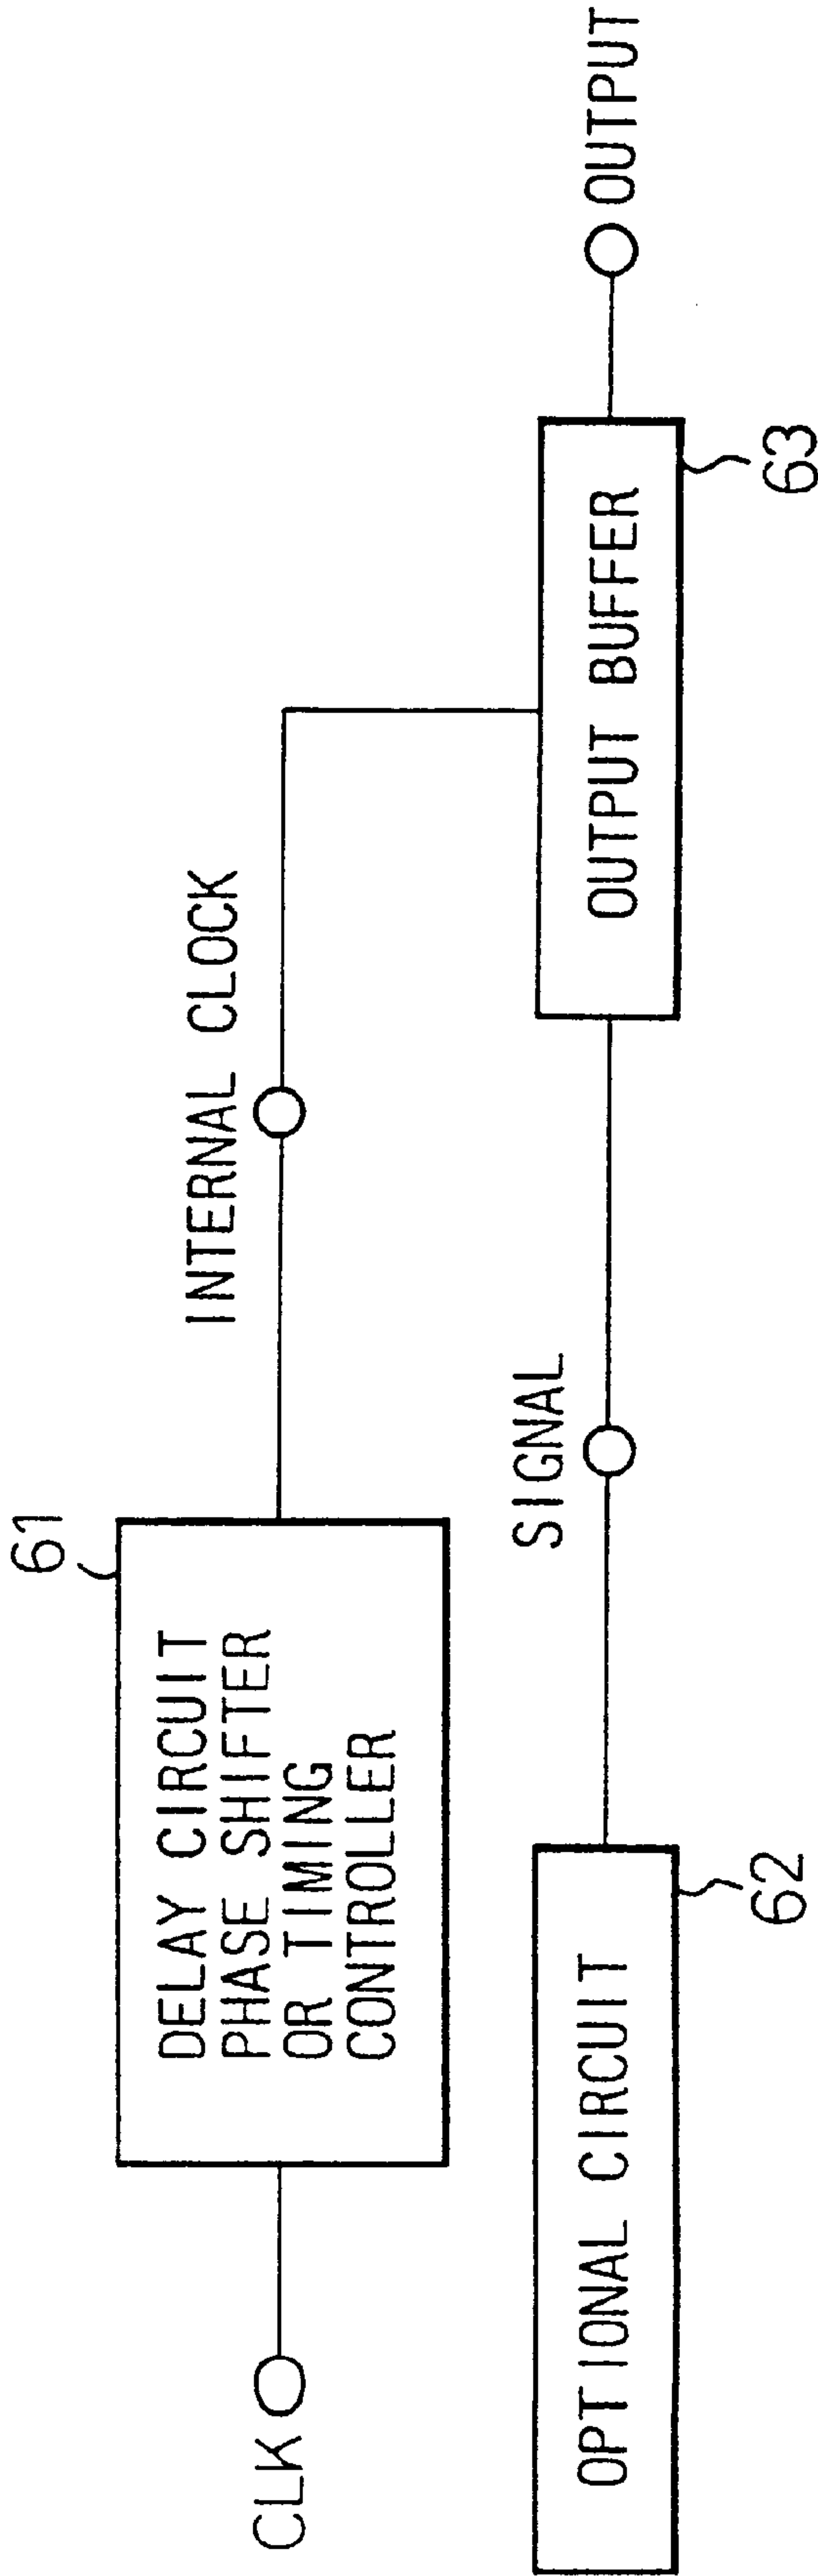 61
CLK
DELAY CIRCUIT
PHASE SHIFTER
OR TIMING
CONTROLLER
INTERNAL CLOCK
SIGNAL
OPTIONAL CIRCUIT
62
OUTPUT BUFFER
63
OUTPUT